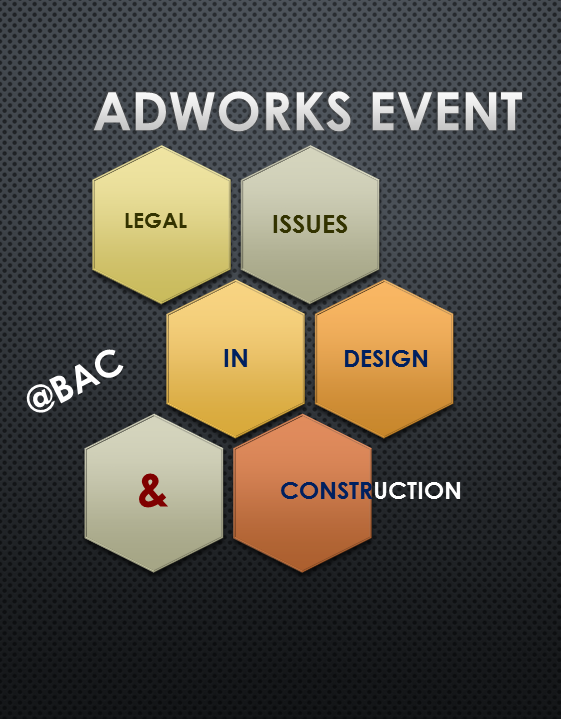 ADWORKS EVENT
LEGAL
ISSUES
IN
DESIGN
@BAC
&
CONSTRUCTION